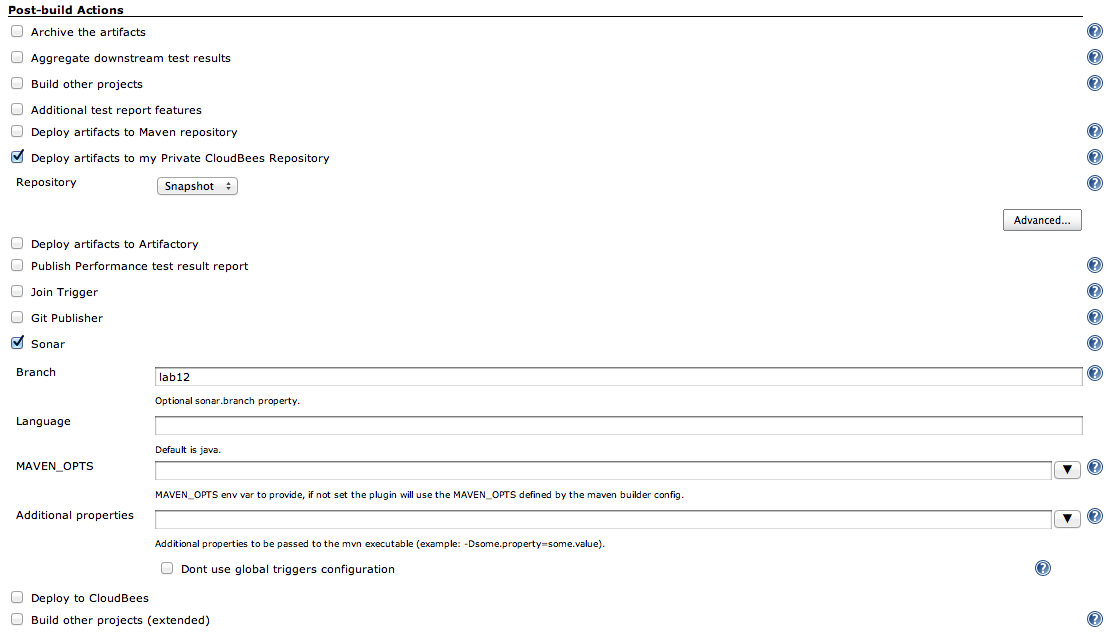 Post-build Actions
Archive the artifacts
Aggregate downstream test results
Build other projects
Additional test report features
Deploy artifacts to Maven repository
Deploy artifacts to my Private CloudBees Repository
Repository Snapshot
Advanced...
Deploy artifacts to Artifactory
Publish Performance test result report
Join Trigger
Git Publisher
Sonar
Branch lab12
Optional sonar.branch property.
Language
Default is java.
MAVEN_OPTS
MAVEN_OPTS env var to provide, if not set the plugin will use the MAVEN_OPTS defined by the maven builder config.
Additional properties
Additional properties to be passed to the mvn executable (example: -Dsome.property=some.value).
Dont use global triggers configuration
Deploy to CloudBees
Build other projects (extended)